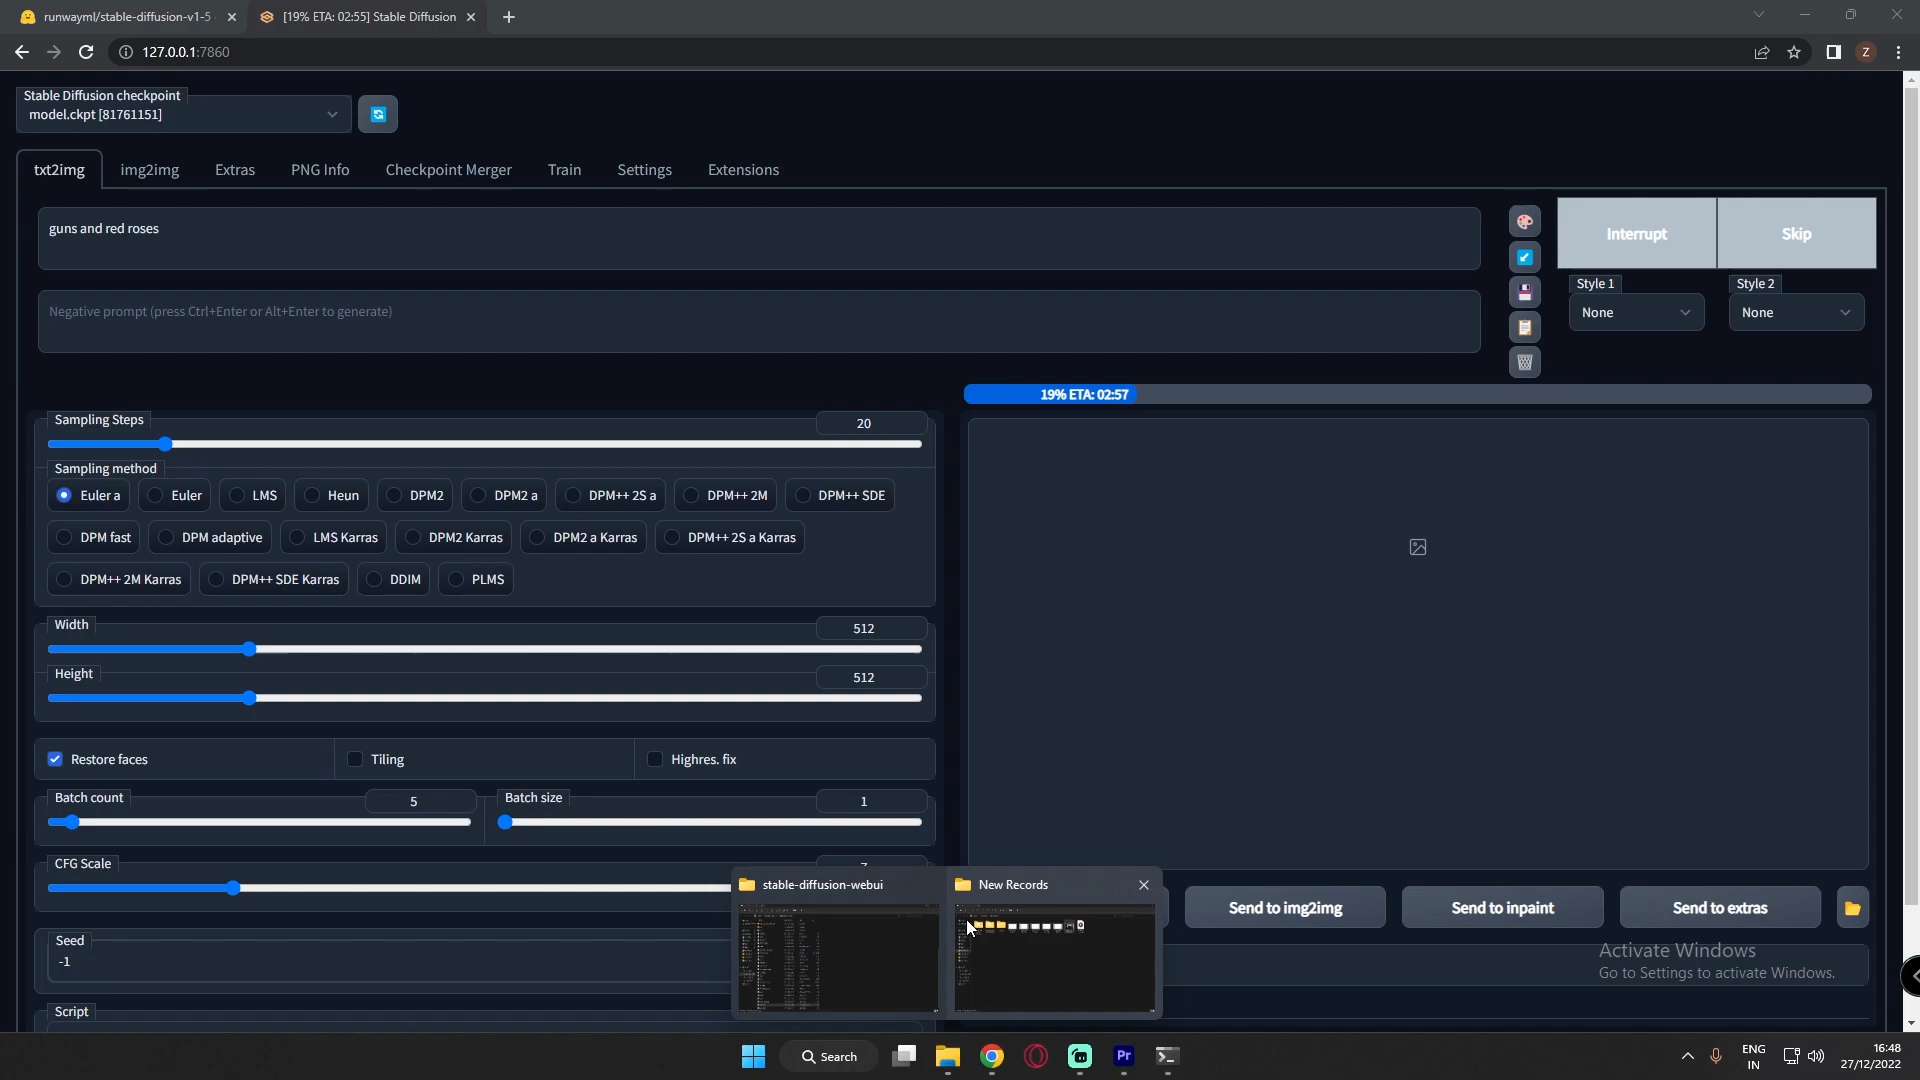 runwayml/stable-diffusion-v1-5
[19% ETA: 02:55] Stable Diffusion
127.0.0.1:7860
Z
Stable Diffusion checkpoint
model.ckpt [81761151]
txt2img
img2img
Extras
PNG Info
Checkpoint Merger
Train
Settings
Extensions
guns and red roses
Interrupt
Skip
Style 1
Style 2
None
None
Negative prompt (press Ctrl+Enter or Alt+Enter to generate)
19% ETA: 02:57
Sampling Steps
20
Sampling method
Euler a
Euler
LMS
Heun
DPM2
DPM2 a
DPM++ 2S a
DPM++ 2M
DPM++ SDE
DPM fast
DPM adaptive
LMS Karras
DPM2 Karras
DPM2 a Karras
DPM++ 2S a Karras
DPM++ 2M Karras
DPM++ SDE Karras
DDIM
PLMS
Width
512
Height
512
Restore faces
Tiling
Highres. fix
Batch count
5
Batch size
1
CFG Scale
stable-diffusion-webui
New Records
Send to img2img
Send to inpaint
Send to extras
Seed
-1
Activate Windows
Go to Settings to activate Windows.
Script
Search
Pr
ENG
IN
16:48
27/12/2022